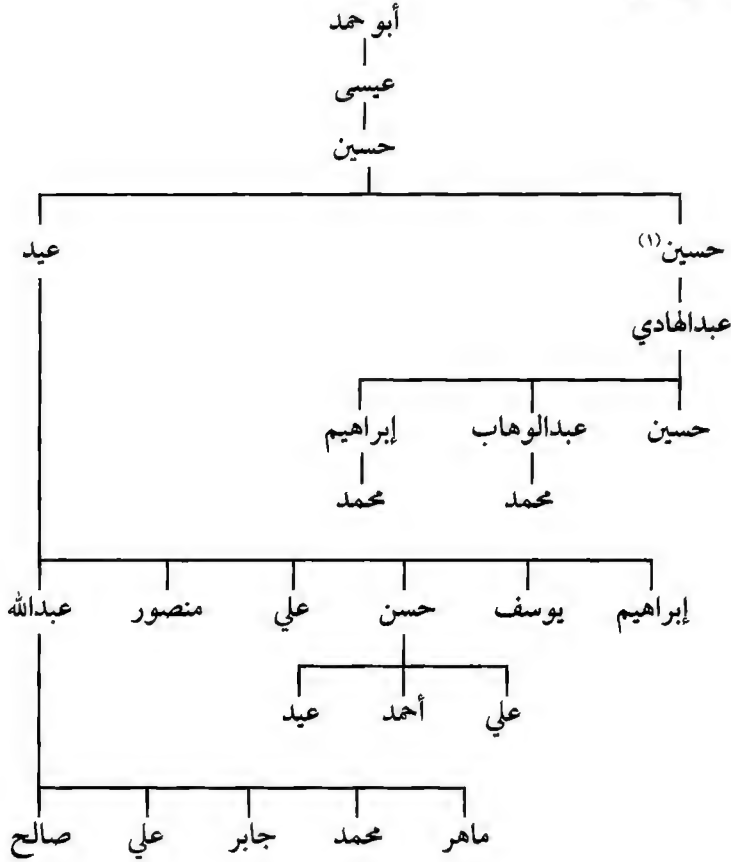 أبو حمد
عيسى
حسين
حسين(١) عيد
عبدالهادي
حسين عبدالوهاب إبراهيم
محمد محمد
إبراهيم يوسف حسن علي منصور عبدالله
علي أحمد عيد
ماهر محمد جابر علي صالح